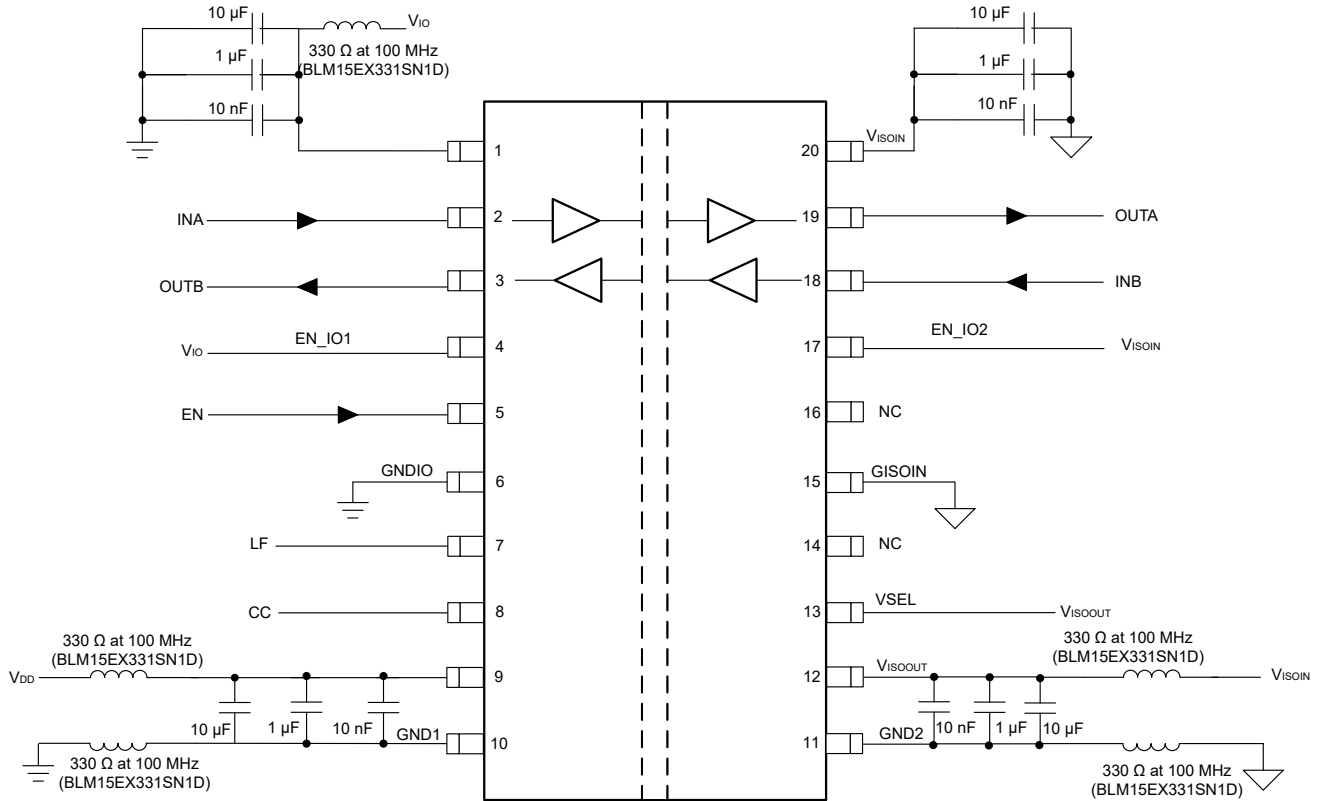 10 µF
VIO
330 Ω at 100 MHz
(BLM15EX331SN1D)
1 µF
10 nF
10 µF
1 µF
10 nF
1
20
VISOIN
INA
2
19
OUTA
OUTB
3
18
INB
VIO
EN_IO1
4
17
EN_IO2
VISOIN
EN
5
16
NC
GNDIO
6
15
GISOIN
LF
7
14
NC
CC
8
13
VSEL
VISOOUT
330 Ω at 100 MHz
(BLM15EX331SN1D)
VDD
9
12
VISOOUT
330 Ω at 100 MHz
(BLM15EX331SN1D)
VISOIN
10 µF
1 µF
10 nF
GND1
10
11
GND2
10 nF
1 µF
10 µF
330 Ω at 100 MHz
(BLM15EX331SN1D)
330 Ω at 100 MHz
(BLM15EX331SN1D)